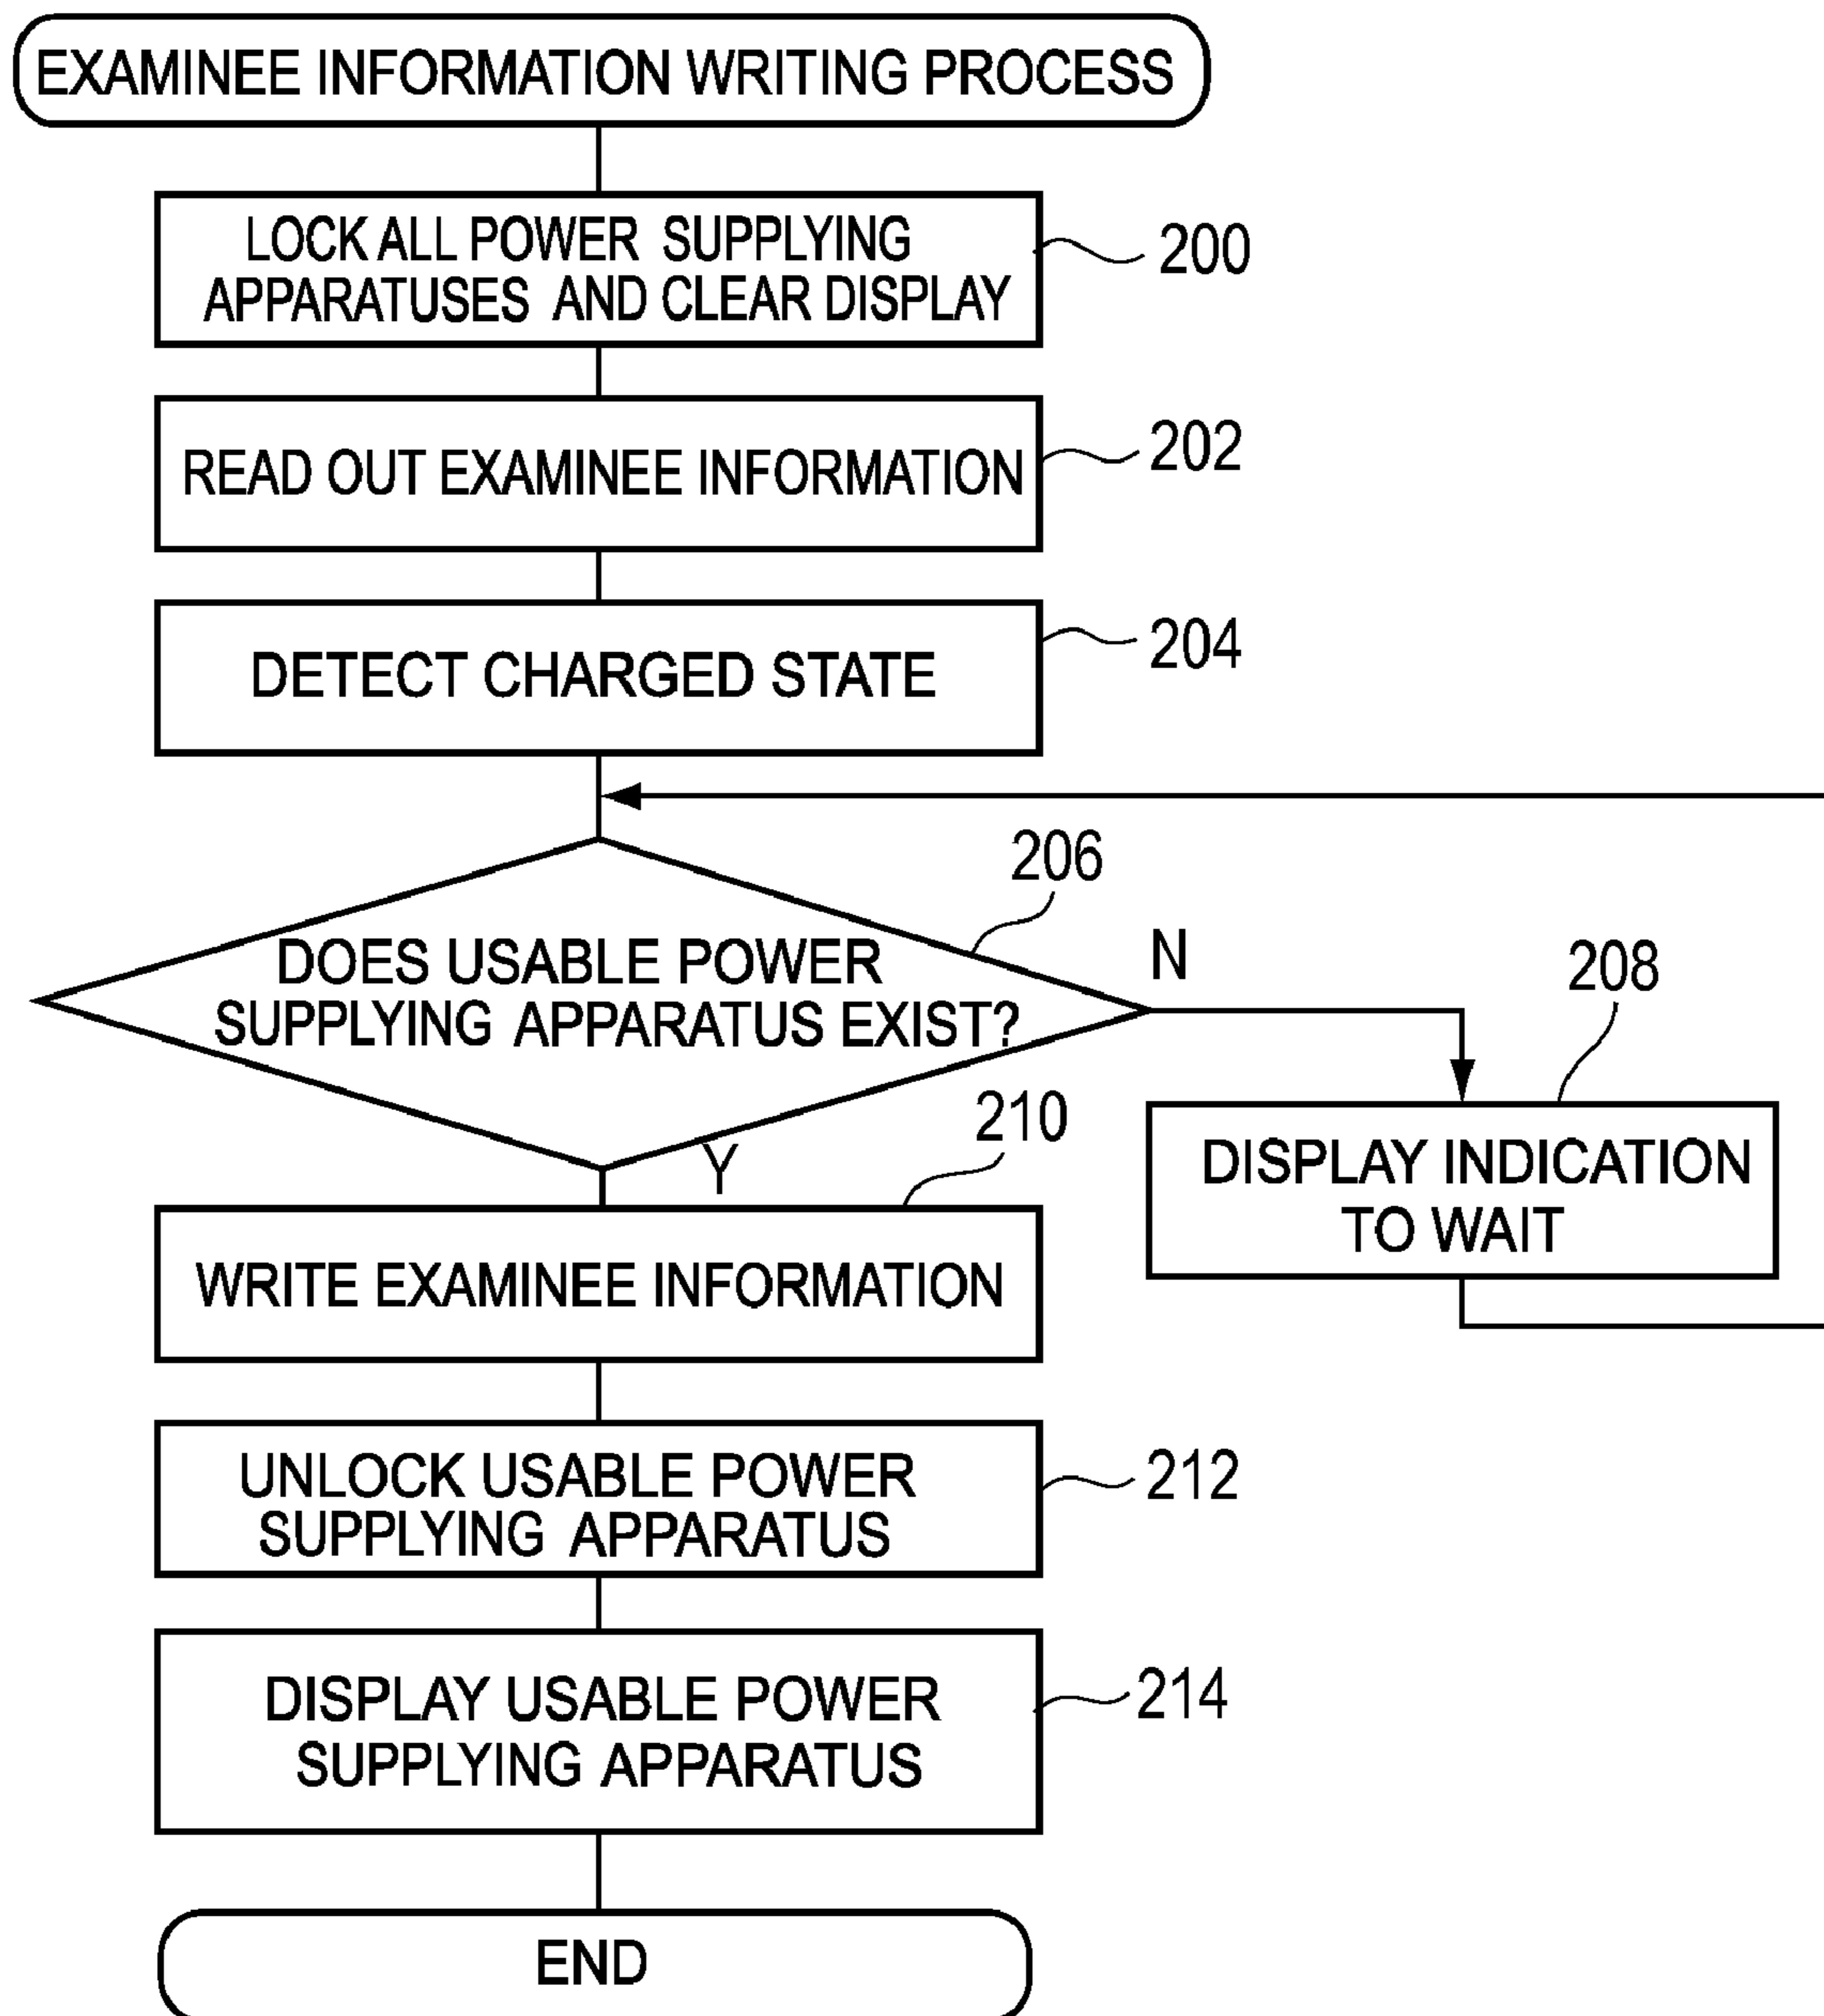 EXAMINEE INFORMATION WRITING PROCESS
LOCK ALL POWER SUPPLYING
APPARATUSES AND CLEAR DISPLAY
200
READ OUT EXAMINEE INFORMATION
202
DETECT CHARGED STATE
204
206
DOES USABLE POWER
SUPPLYING APPARATUS EXIST?
N
208
DISPLAY INDICATION
TO WAIT
Y
210
WRITE EXAMINEE INFORMATION
UNLOCK USABLE POWER
SUPPLYING APPARATUS
212
DISPLAY USABLE POWER
SUPPLYING APPARATUS
214
END